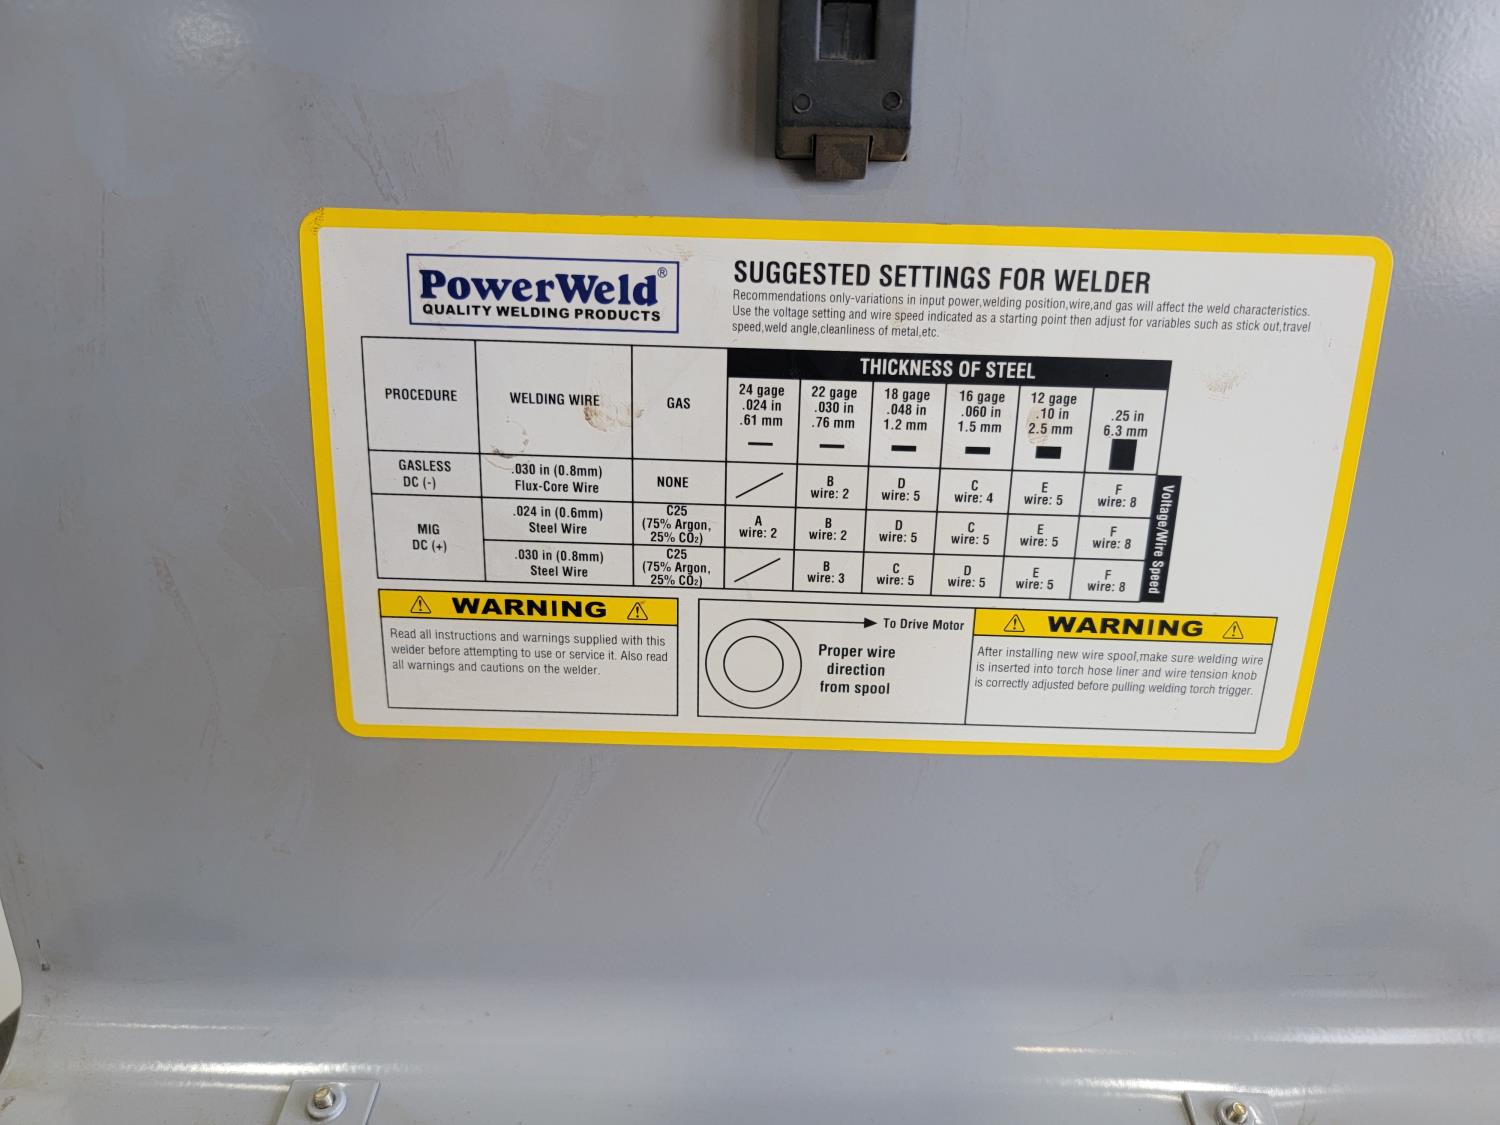 PowerWeld®
QUALITY WELDING PRODUCTS
SUGGESTED SETTINGS FOR WELDER
Recommendations only-variations in input power,welding position,wire,and gas will affect the weld characteristics.
Use the voltage setting and wire speed indicated as a starting point then adjust for variables such as stick out,travel
speed,weld angle,cleanliness of metal,etc.
PROCEDURE
WELDING WIRE
GAS
THICKNESS OF STEEL
24 gage
.024 in
.61 mm
22 gage
.030 in
.76 mm
18 gage
.048 in
1.2 mm
16 gage
.060 in
1.5 mm
12 gage
.10 in
2.5 mm
.25 in
6.3 mm
GASLESS
DC (-)
.030 in (0.8mm)
Flux-Core Wire
NONE
B
wire: 2
D
wire: 5
C
wire: 4
E
wire: 5
F
wire: 8
MIG
DC (+)
.024 in (0.6mm)
Steel Wire
C25
(75% Argon,
25% CO₂)
A
wire: 2
B
wire: 2
D
wire: 5
C
wire: 5
E
wire: 5
F
wire: 8
.030 in (0.8mm)
Steel Wire
C25
(75% Argon,
25% CO₂)
B
wire: 3
C
wire: 5
D
wire: 5
E
wire: 5
F
wire: 8
Voltage/Wire Speed
WARNING
Read all instructions and warnings supplied with this
welder before attempting to use or service it. Also read
all warnings and cautions on the welder.
To Drive Motor
Proper wire
direction
from spool
WARNING
After installing new wire spool,make sure welding wire
is inserted into torch hose liner and wire tension knob
is correctly adjusted before pulling welding torch trigger.